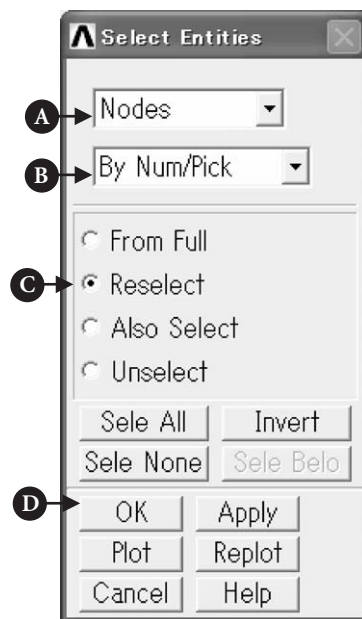 Select Entities
A Nodes
B By Num/Pick
From Full
C Reselect
Also Select
Unselect
Sele All Invert
Sele None Sele Belo
D OK Apply
Plot Replot
Cancel Help